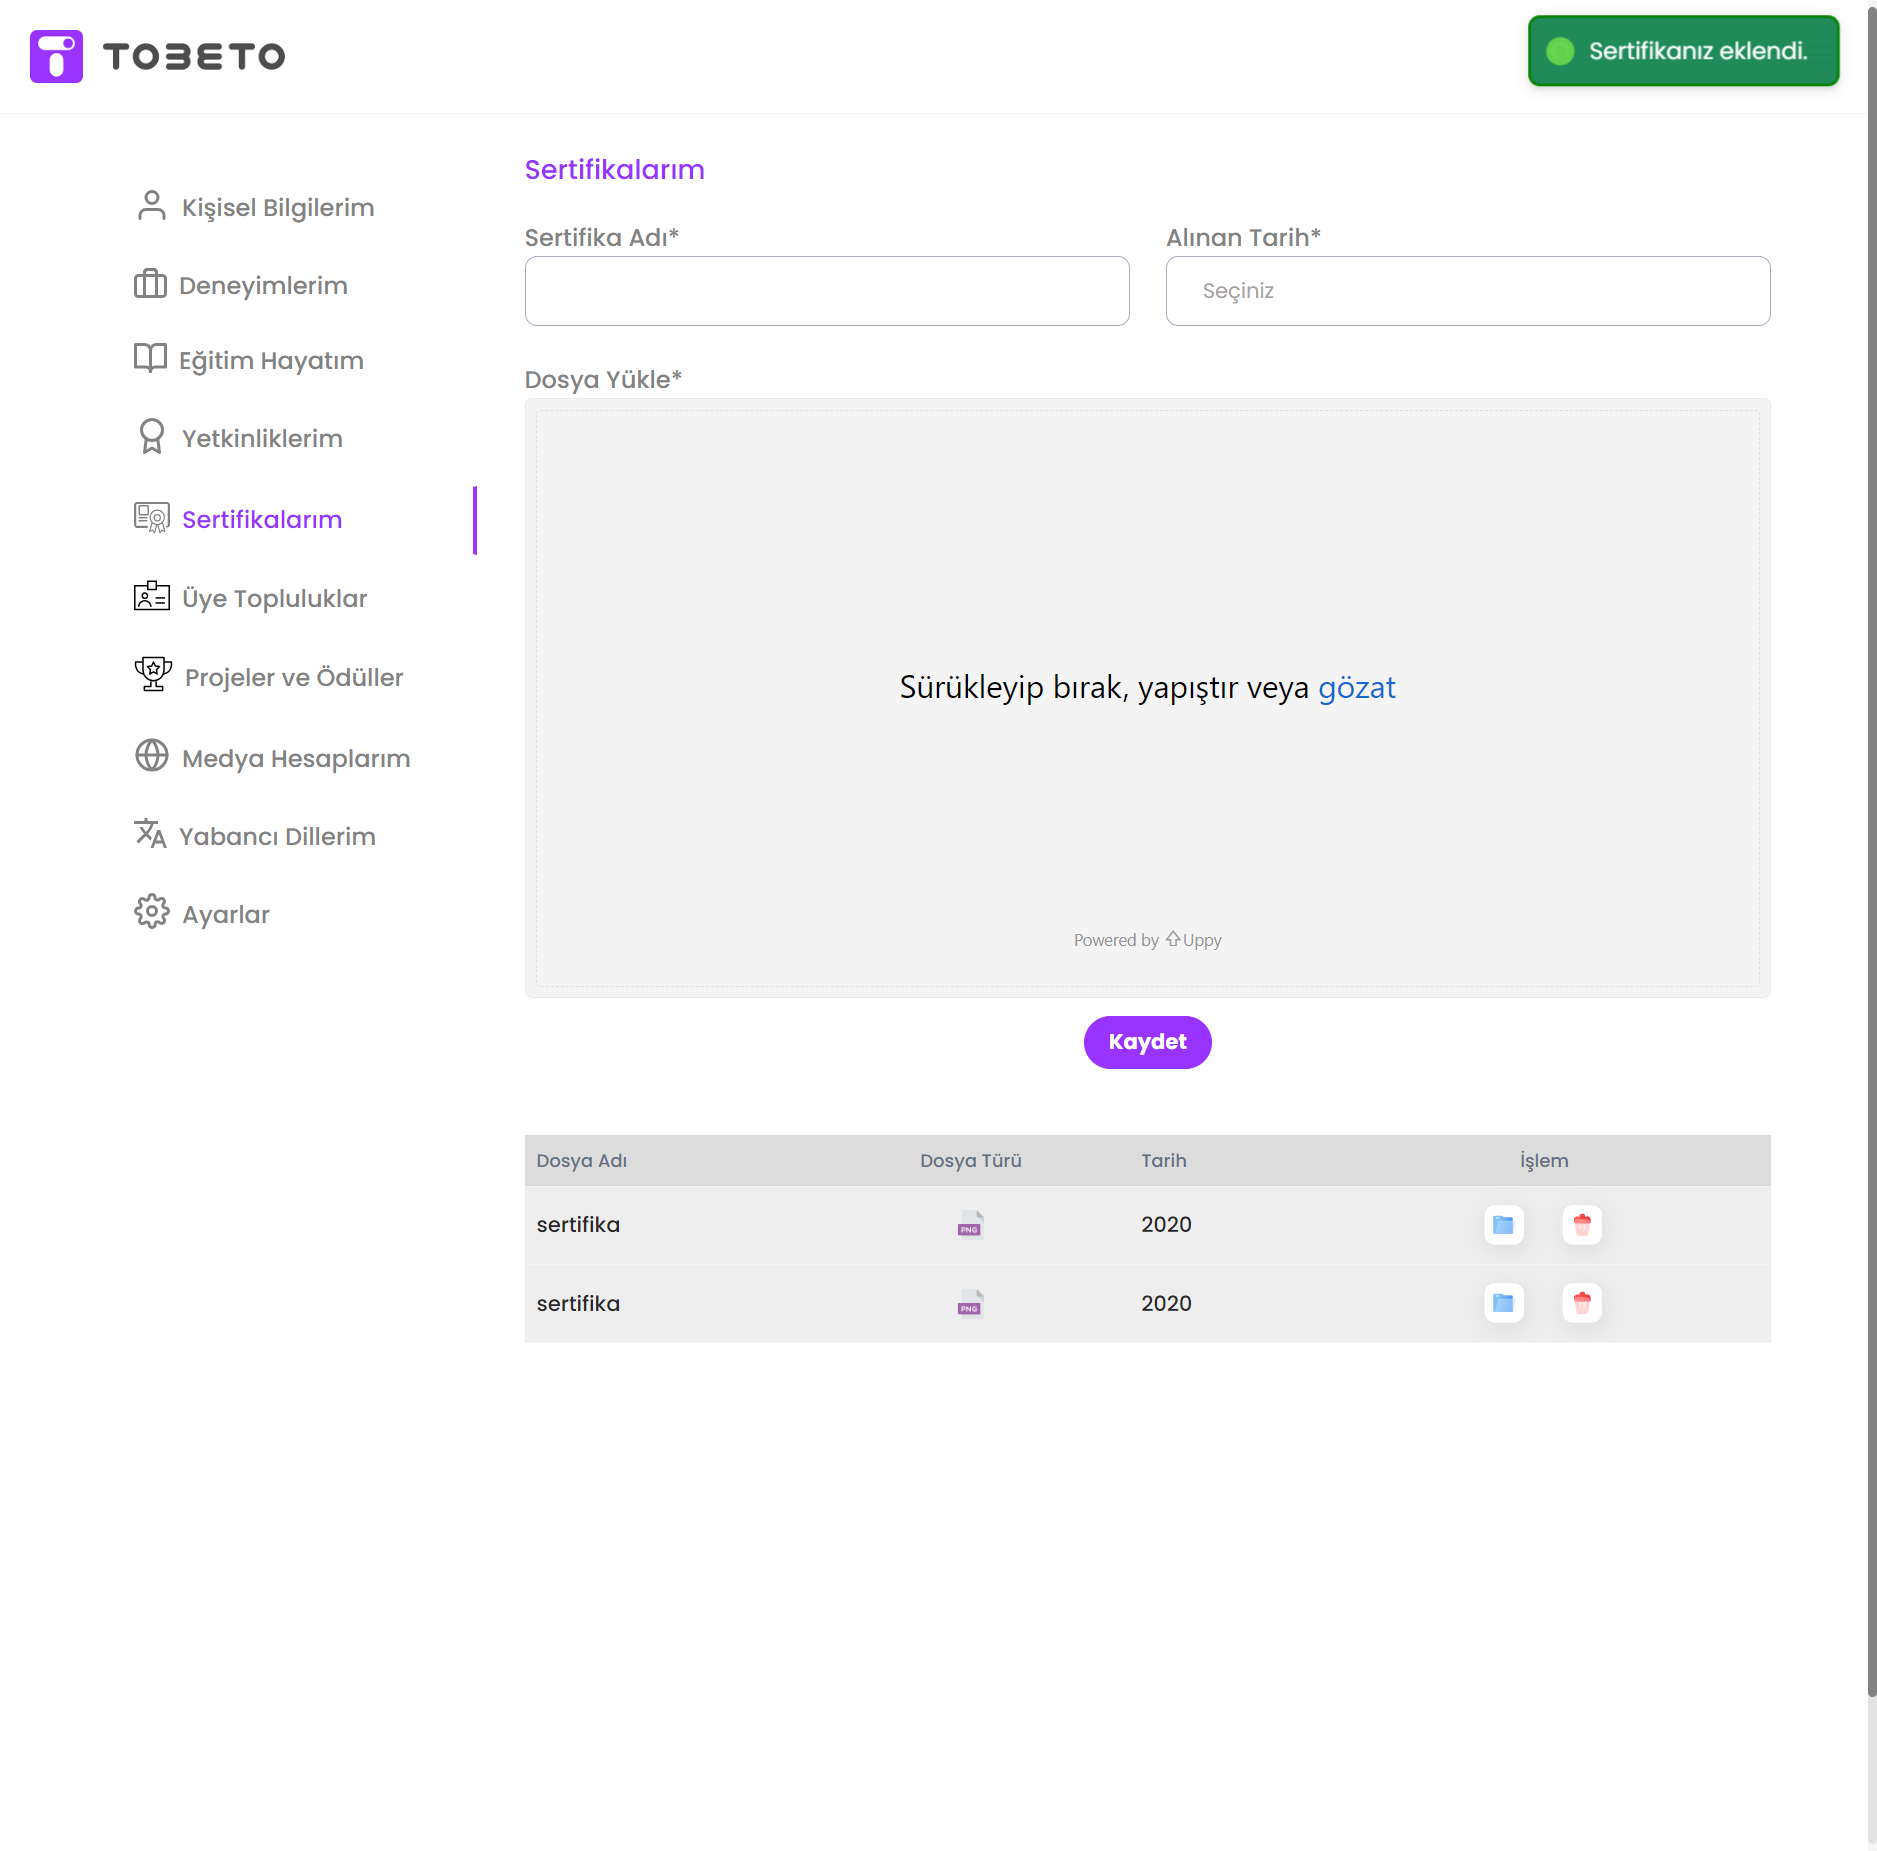 TOBETO
Sertifikanız eklendi.
Kişisel Bilgilerim
Deneyimlerim
Eğitim Hayatım
Yetkinliklerim
Sertifikalarım
Üye Topluluklar
Projeler ve Ödüller
Medya Hesaplarım
Yabancı Dillerim
Ayarlar
Sertifikalarım
Sertifika Adı* Alınan Tarih*
Seçiniz
Dosya Yükle*
Sürükleyip bırak, yapıştır veya gözat
Powered by Uppy
Kaydet
Dosya Adı Dosya Türü Tarih İşlem
sertifika PNG 2020
sertifika PNG 2020